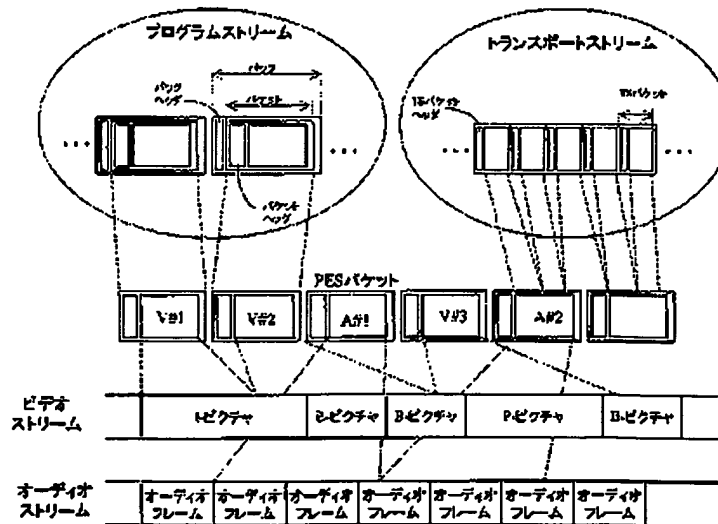 プログラムストリーム
トランスポートストリーム
パック
パック
ヘッダ
パケット
パケット
ヘッダ
TSパケット
ヘッダ
TSパケット
...
...
...
...
PESパケット
V#1
V#2
A#1
V#3
A#2
ビデオ
ストリーム
I-ピクチャ
B-ピクチャ
B-ピクチャ
P-ピクチャ
B-ピクチャ
オーディオ
ストリーム
オーディオ
フレーム
オーディオ
フレーム
オーディオ
フレーム
オーディオ
フレーム
オーディオ
フレーム
オーディオ
フレーム
オーディオ
フレーム